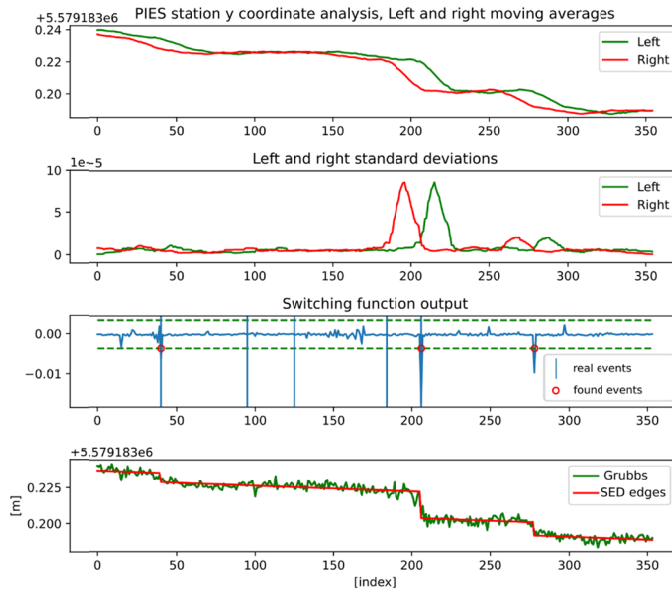 PIES station y coordinate analysis, Left and right moving averages
+5.579183e6
0.24
0.22
0.20
Left
Right
0 50 100 150 200 250 300 350
Left and right standard deviations
1e−5
10
5
0
Left
Right
0 50 100 150 200 250 300 350
Switching function output
0.00
−0.01
real events
found events
0 50 100 150 200 250 300 350
+5.579183e6
0.225
0.200
[m]
Grubbs
SED edges
0 50 100 150 200 250 300 350
[index]